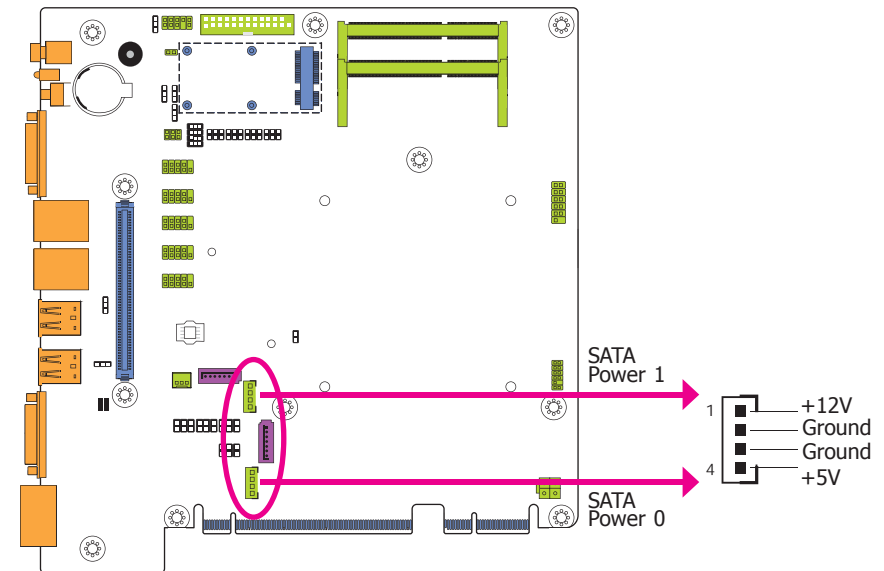 SATA
Power 1
1
+12V
Ground
Ground
4
+5V
SATA
Power 0